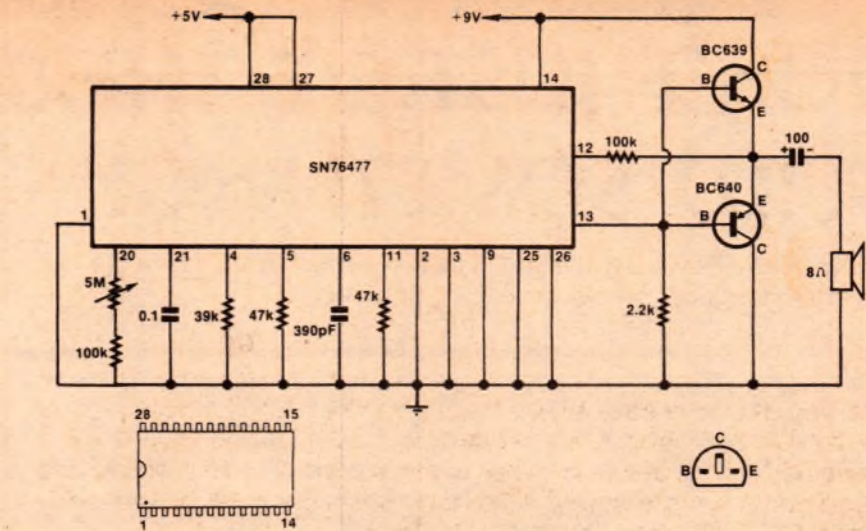 +5V
+9V
BC639
28
27
14
C
B
E
12
100k
100
+
-
SN76477
BC640
1
13
E
B
C
8Ω
20
21
4
5
6
11
2
3
9
25
26
5M
0.1
39k
47k
390pF
47k
2.2k
100k
28
15
1
14
C
B
E